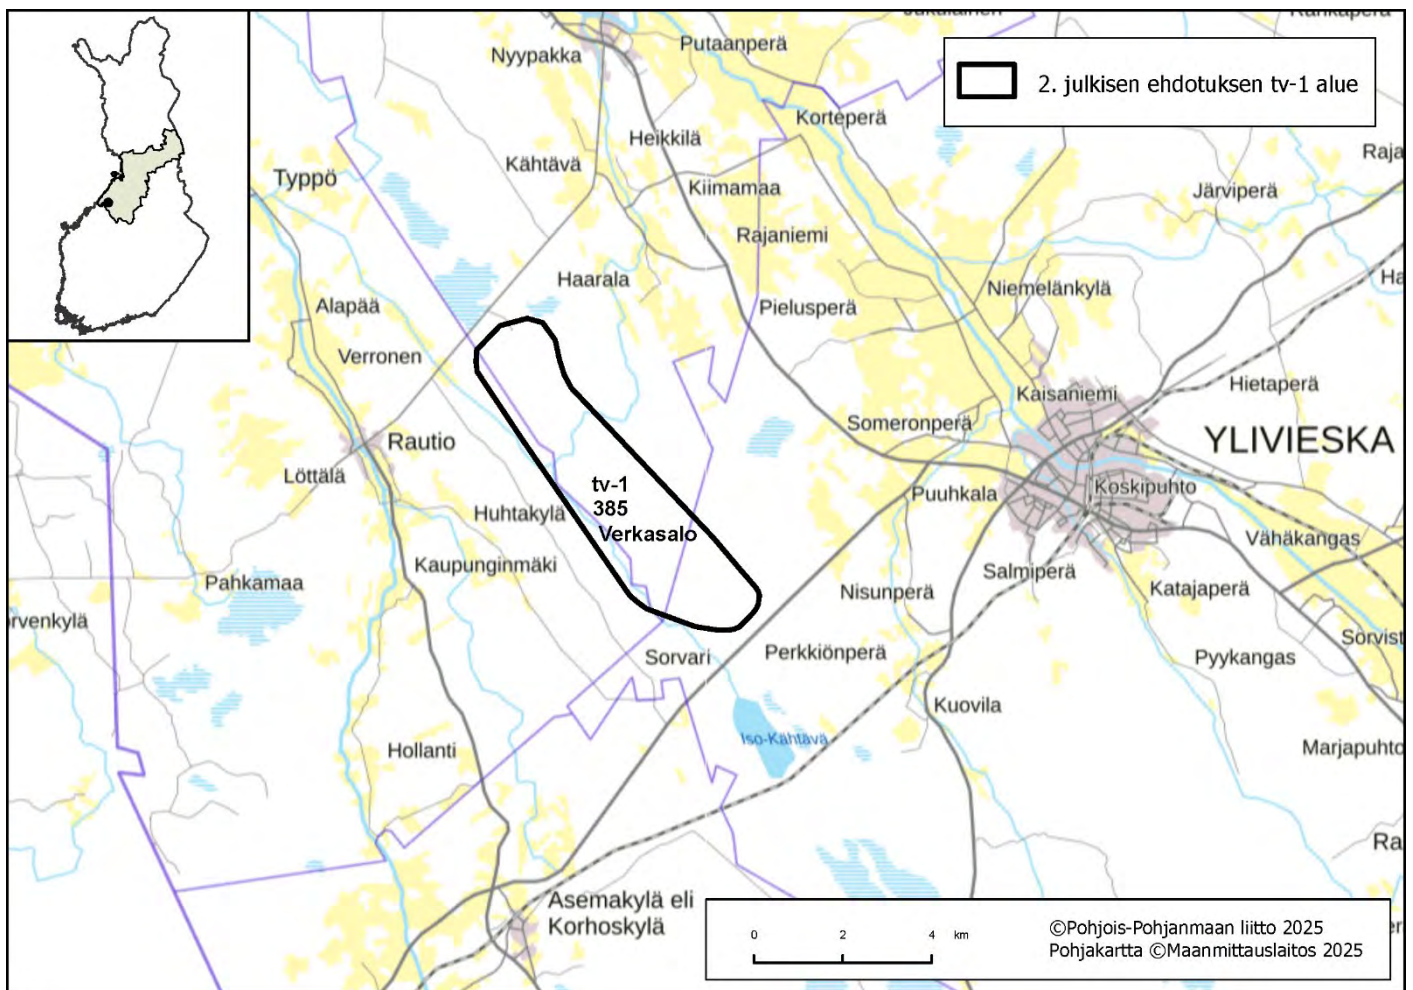 Jukulainen
Nyypakka
Putaanperä
2. julkisen ehdotuksen tv-1 alue
Korteperä
Heikkilä
Kähtävä
Typpö
Kiimamaa
Järviperä
Rajaniemi
Haarala
Niemelänkylä
Alapää
Pielusperä
Verronen
Hietaperä
Kaisaniemi
Someronperä
Rautio
YLIVIESKA
Löttälä
tv-1
385
Verkasalo
Huhtakylä
Puuhkala
Koskipuhto
Vähäkangas
Kaupunginmäki
Salmiperä
Pahkamaa
Nisunperä
Katajaperä
Sorvari
Perkkiönperä
Pyykangas
Kuovila
Iso-Kähtävä
Hollanti
Marjapuhto
Asemakylä eli
Korhoskylä
0 2 4 km
©Pohjois-Pohjanmaan liitto 2025
Pohjakartta ©Maanmittauslaitos 2025